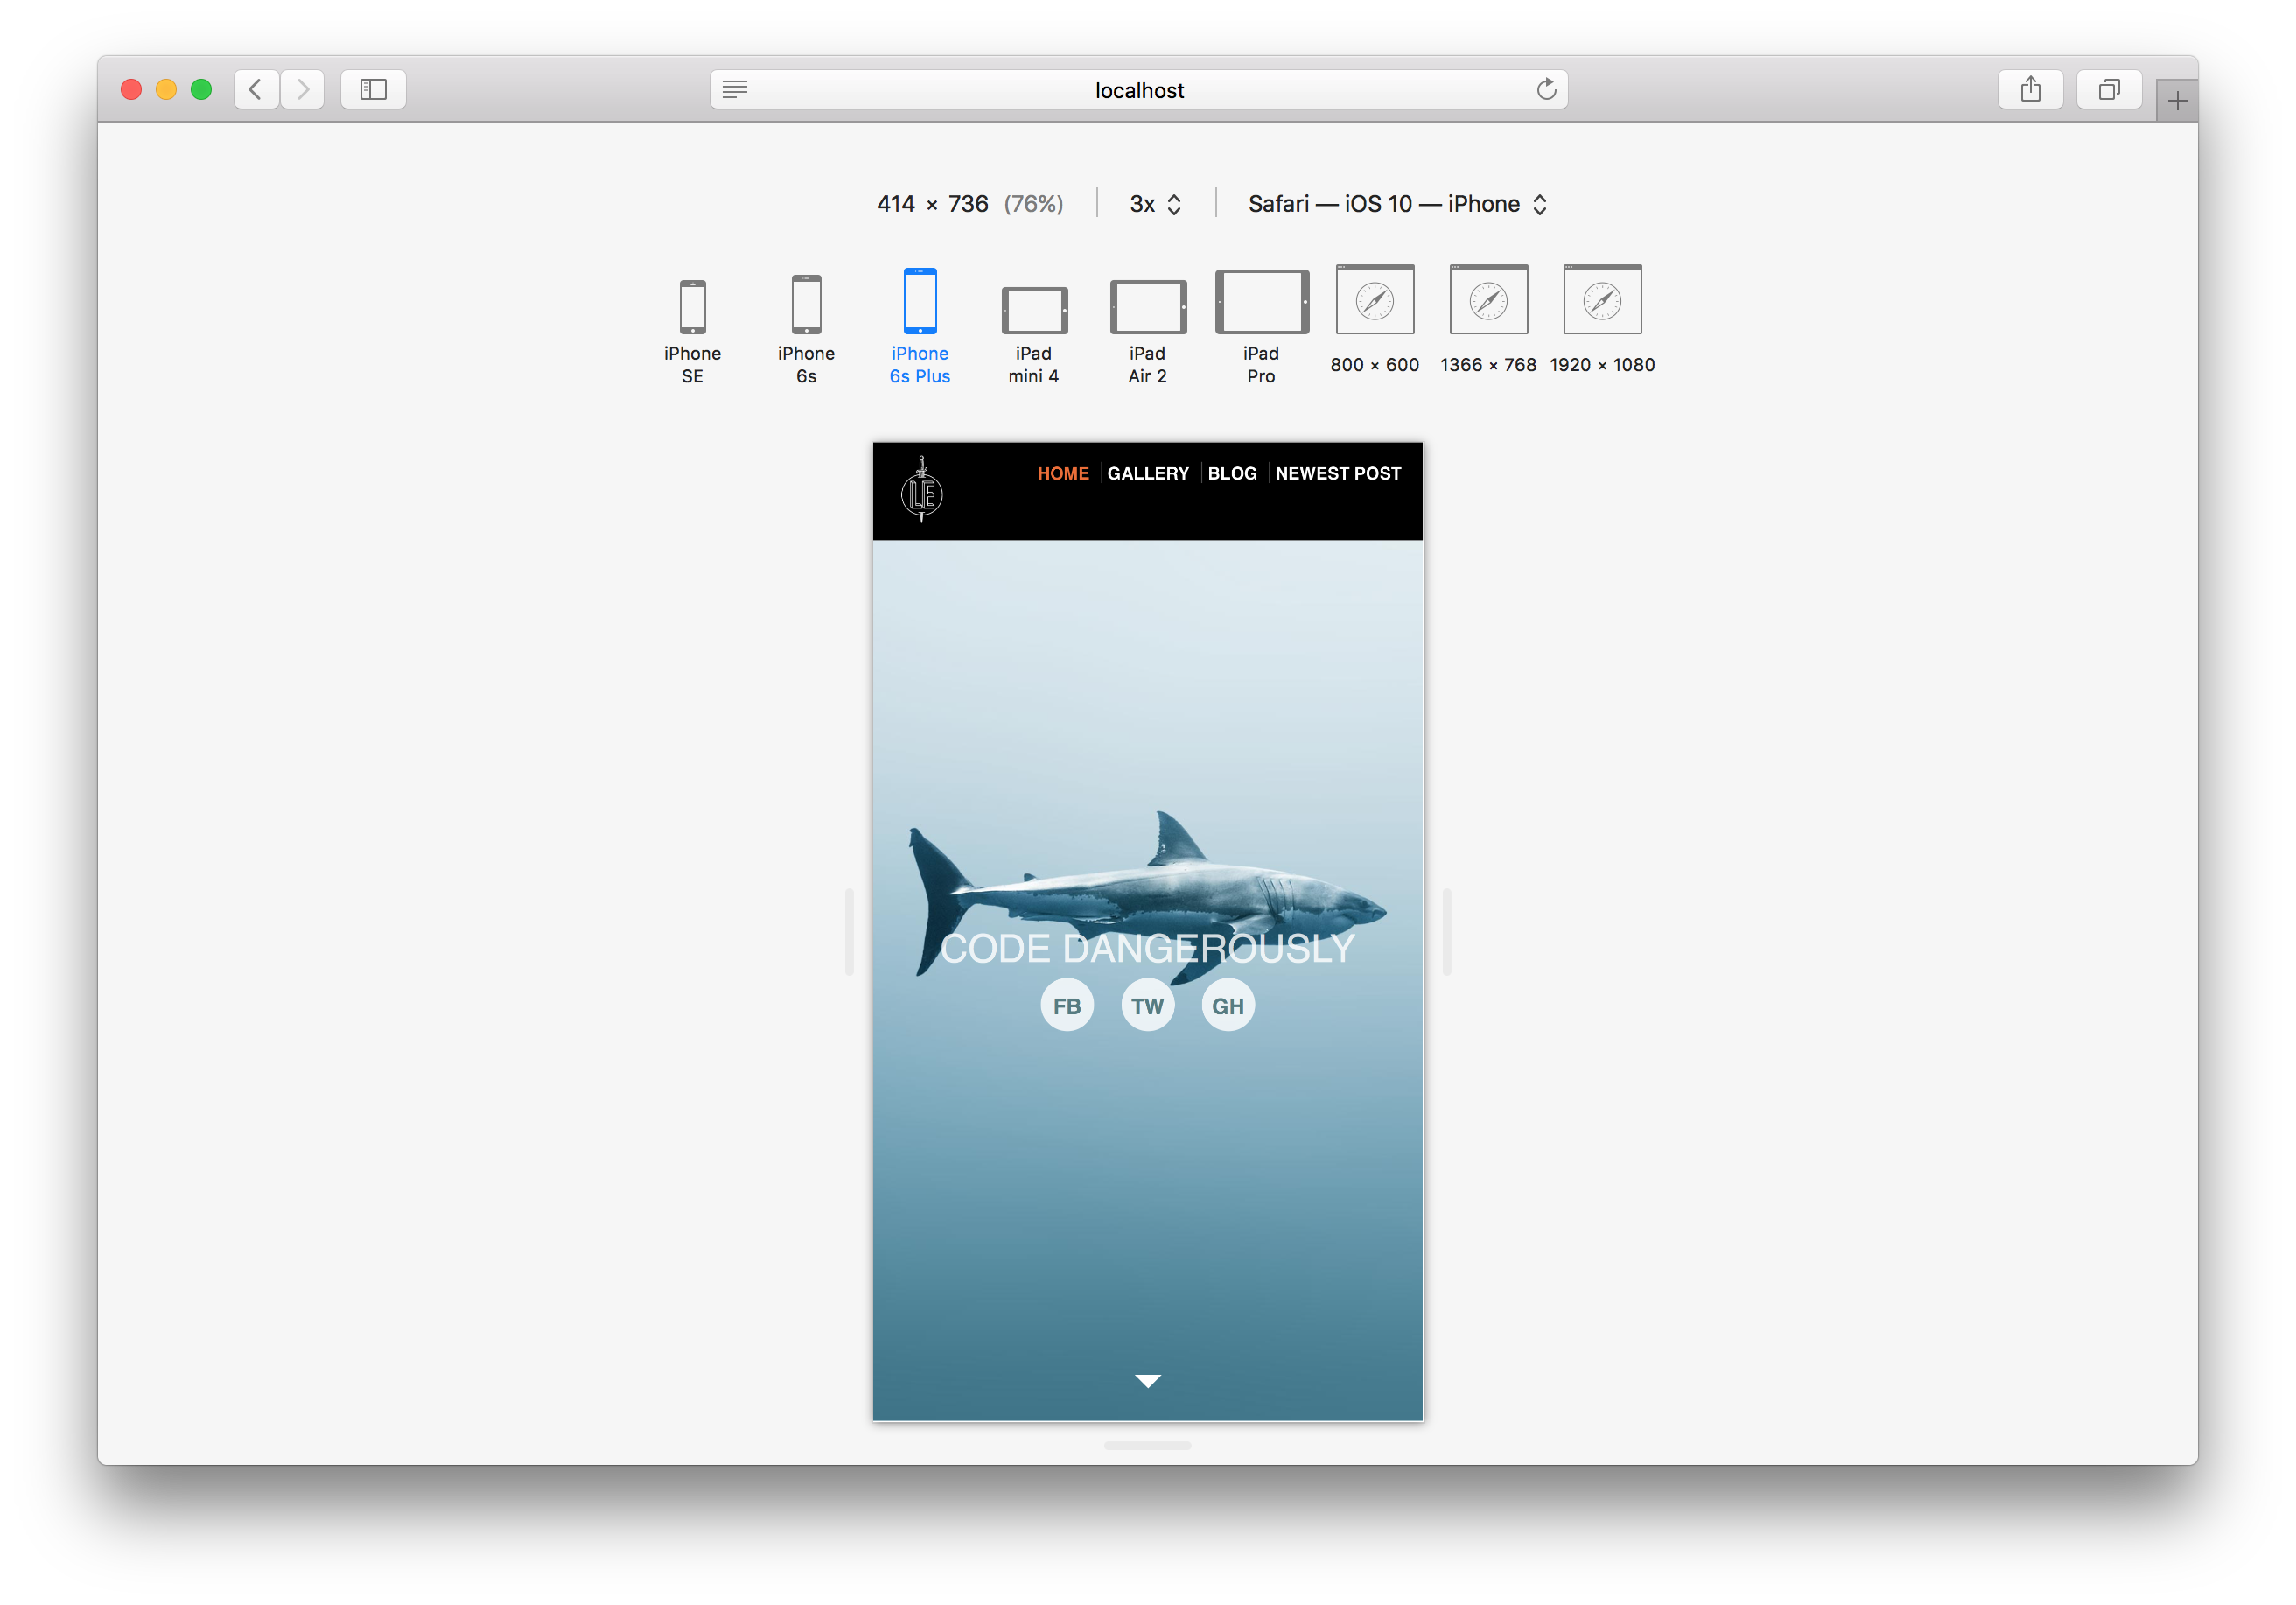 localhost
414 × 736 (76%) 3x Safari — iOS 10 — iPhone
iPhone
SE
iPhone
6s
iPhone
6s Plus
iPad
mini 4
iPad
Air 2
iPad
Pro
800 × 600
1366 × 768
1920 × 1080
LE
HOME GALLERY BLOG NEWEST POST
CODE DANGEROUSLY
FB TW GH